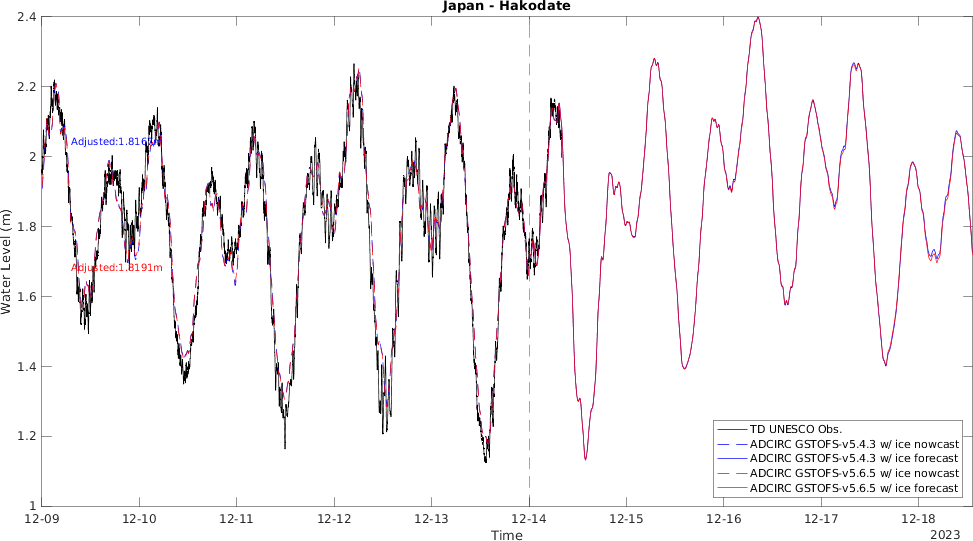 Japan - Hakodate
2.4
2.2
2
1.8
1.6
1.4
1.2
1
Water Level (m)
Adjusted:1.8191m
12-09
12-10
12-11
12-12
12-13
12-14
12-15
12-16
12-17
12-18
Time
2023
TD UNESCO Obs.
ADCIRC GSTOFS-v5.4.3 w/ ice nowcast
ADCIRC GSTOFS-v5.4.3 w/ ice forecast
ADCIRC GSTOFS-v5.6.5 w/ ice nowcast
ADCIRC GSTOFS-v5.6.5 w/ ice forecast